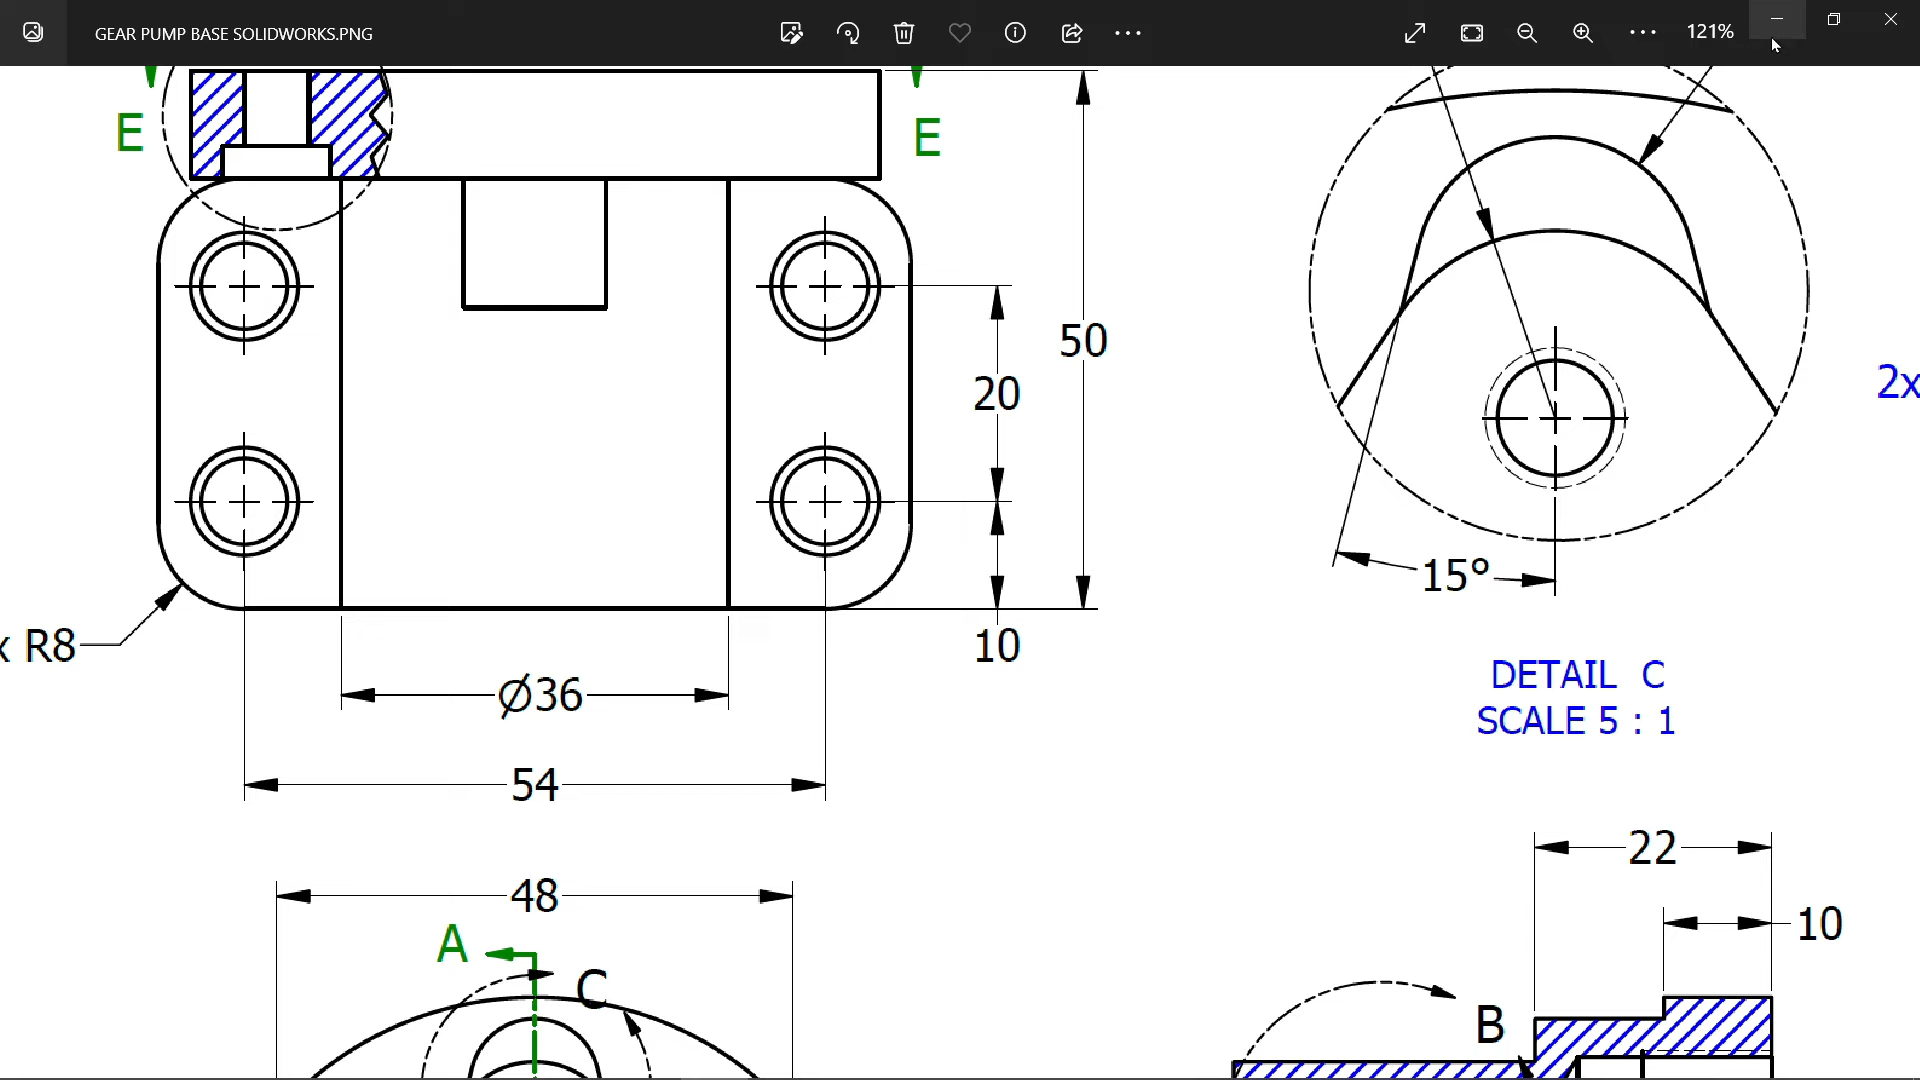 GEAR PUMP BASE SOLIDWORKS.PNG
121%
E
E
50
20
2x
15°
x R8
10
Ø36
DETAIL C
SCALE 5 : 1
54
22
48
10
A
C
B